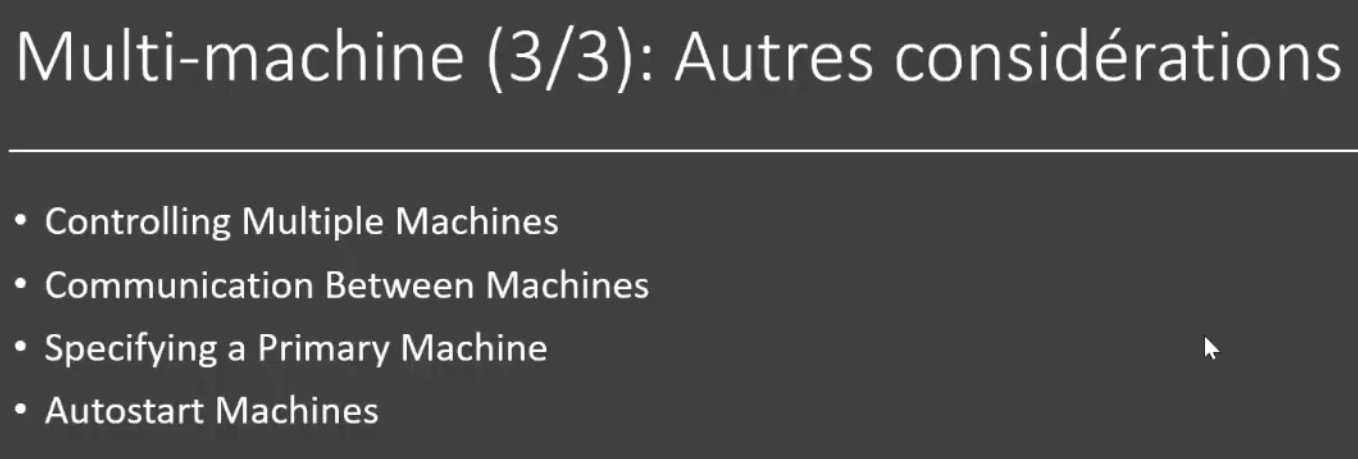 Multi-machine (3/3): Autres considérations
• Controlling Multiple Machines
• Communication Between Machines
• Specifying a Primary Machine
• Autostart Machines